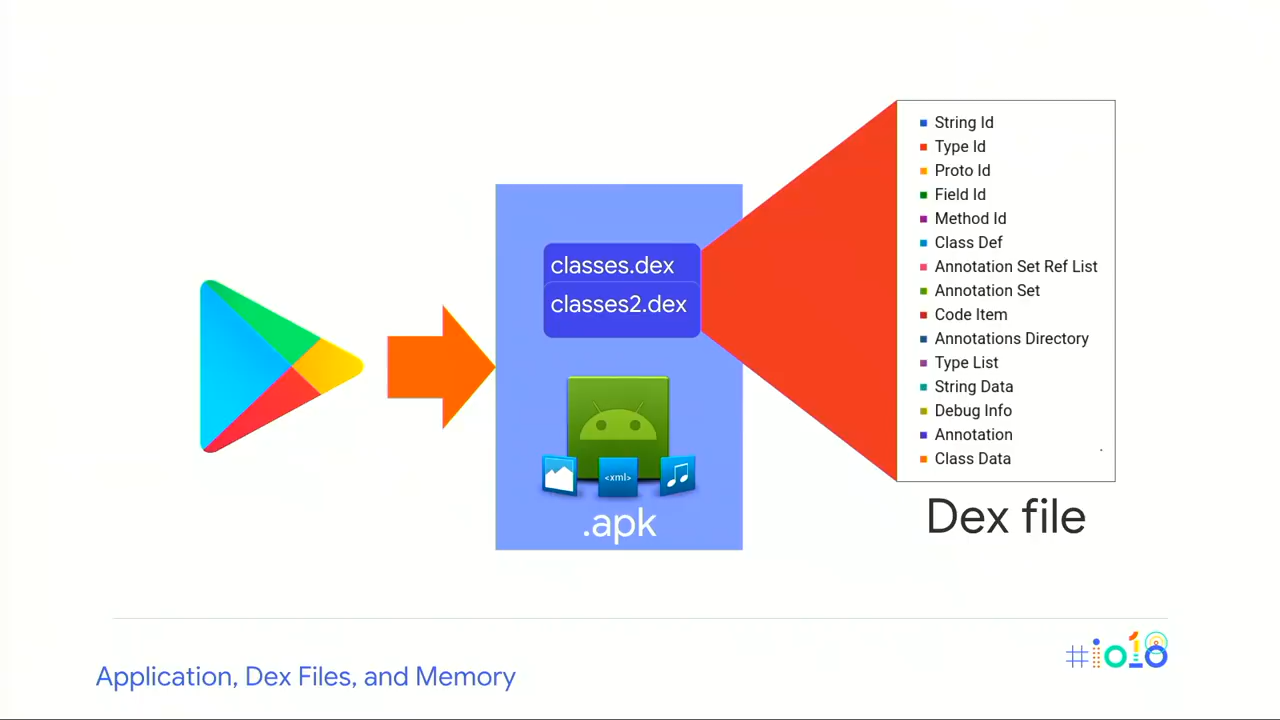 classes.dex
classes2.dex
<xml>
.apk
String Id
Type Id
Proto Id
Field Id
Method Id
Class Def
Annotation Set Ref List
Annotation Set
Code Item
Annotations Directory
Type List
String Data
Debug Info
Annotation
Class Data
Dex file
Application, Dex Files, and Memory
#io18